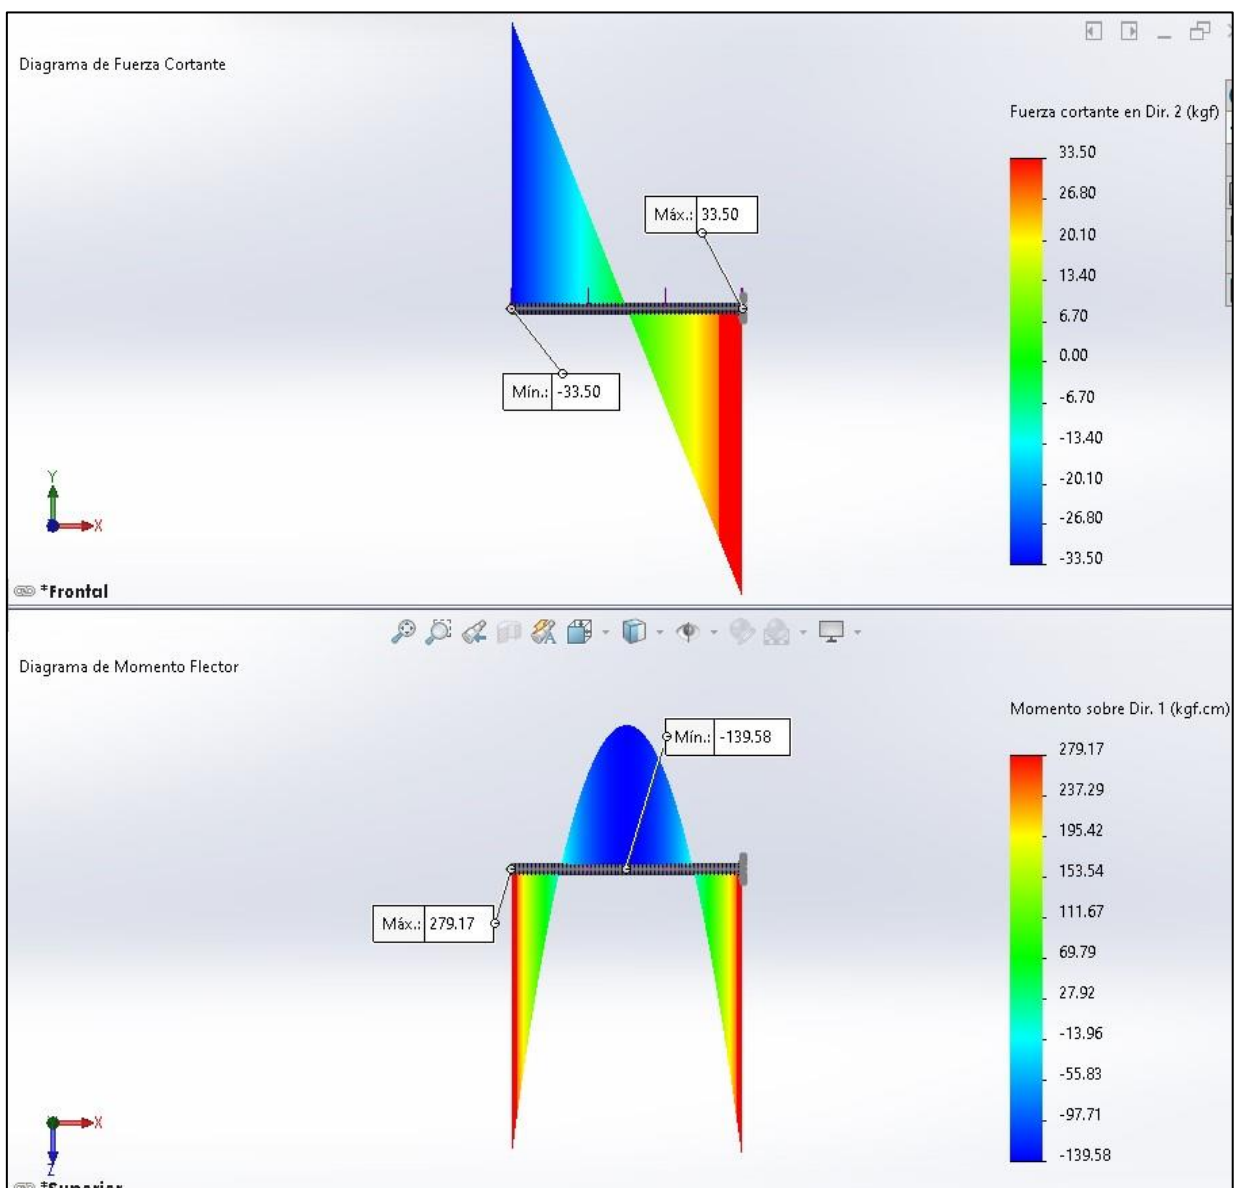 Diagrama de Fuerza Cortante
Fuerza cortante en Dir. 2 (kgf)
33.50
26.80
20.10
13.40
6.70
0.00
-6.70
-13.40
-20.10
-26.80
-33.50
Máx.: 33.50
Mín.: -33.50
Y
X
*Frontal
Diagrama de Momento Flector
Momento sobre Dir. 1 (kgf.cm)
279.17
237.29
195.42
153.54
111.67
69.79
27.92
-13.96
-55.83
-97.71
-139.58
Mín.: -139.58
Máx.: 279.17
X
Z
*Superior